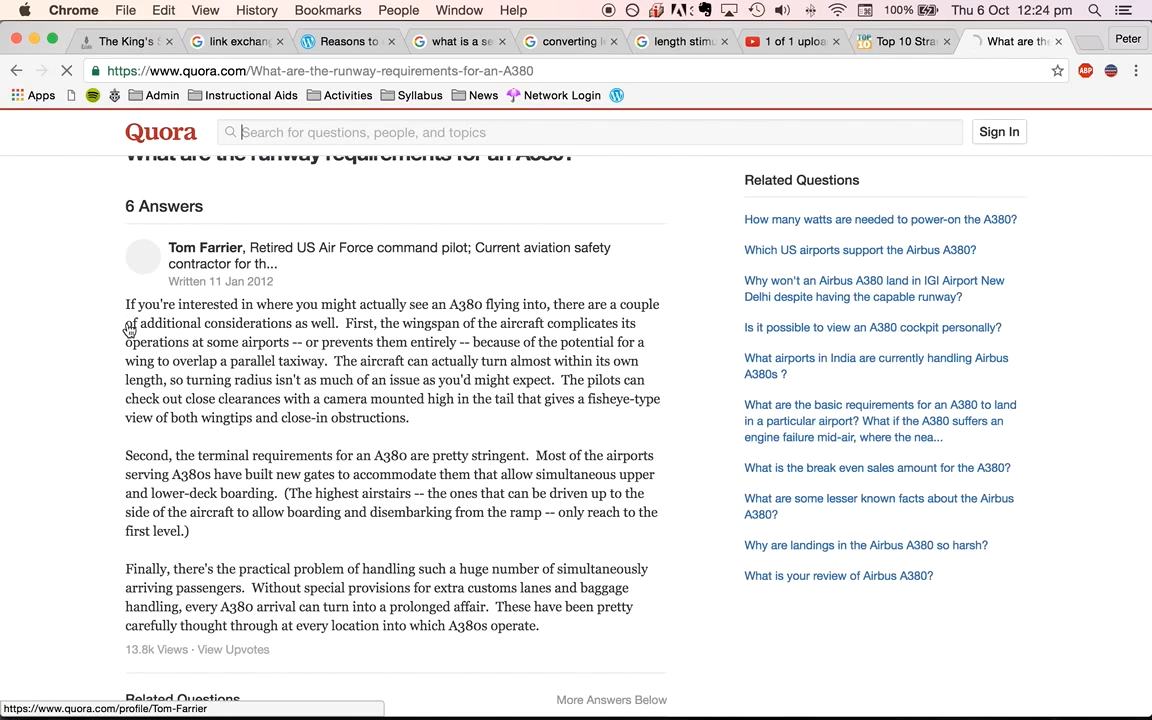 Chrome File Edit View History Bookmarks People Window Help 100% Thu 6 Oct 12:24 pm
The King's S link exchang Reasons to what is a se converting l length stimu 1 of 1 uploa Top 10 Stra What are the Peter
https://www.quora.com/What-are-the-runway-requirements-for-an-A380 ABP
Apps Admin Instructional Aids Activities Syllabus News Network Login
Quora Search for questions, people, and topics Sign In
What are the runway requirements for an A380?
6 Answers
Tom Farrier, Retired US Air Force command pilot; Current aviation safety
contractor for th...
Written 11 Jan 2012
If you're interested in where you might actually see an A380 flying into, there are a couple
of additional considerations as well.  First, the wingspan of the aircraft complicates its
operations at some airports -- or prevents them entirely -- because of the potential for a
wing to overlap a parallel taxiway.  The aircraft can actually turn almost within its own
length, so turning radius isn't as much of an issue as you'd might expect.  The pilots can
check out close clearances with a camera mounted high in the tail that gives a fisheye-type
view of both wingtips and close-in obstructions.
Second, the terminal requirements for an A380 are pretty stringent.  Most of the airports
serving A380s have built new gates to accommodate them that allow simultaneous upper
and lower-deck boarding.  (The highest airstairs -- the ones that can be driven up to the
side of the aircraft to allow boarding and disembarking from the ramp -- only reach to the
first level.)
Finally, there's the practical problem of handling such a huge number of simultaneously
arriving passengers.  Without special provisions for extra customs lanes and baggage
handling, every A380 arrival can turn into a prolonged affair.  These have been pretty
carefully thought through at every location into which A380s operate.
13.8k Views · View Upvotes
Related Questions More Answers Below
Related Questions
How many watts are needed to power-on the A380?
Which US airports support the Airbus A380?
Why won't an Airbus A380 land in IGI Airport New
Delhi despite having the capable runway?
Is it possible to view an A380 cockpit personally?
What airports in India are currently handling Airbus
A380s ?
What are the basic requirements for an A380 to land
in a particular airport? What if the A380 suffers an
engine failure mid-air, where the nea...
What is the break even sales amount for the A380?
What are some lesser known facts about the Airbus
A380?
Why are landings in the Airbus A380 so harsh?
What is your review of Airbus A380?
https://www.quora.com/profile/Tom-Farrier